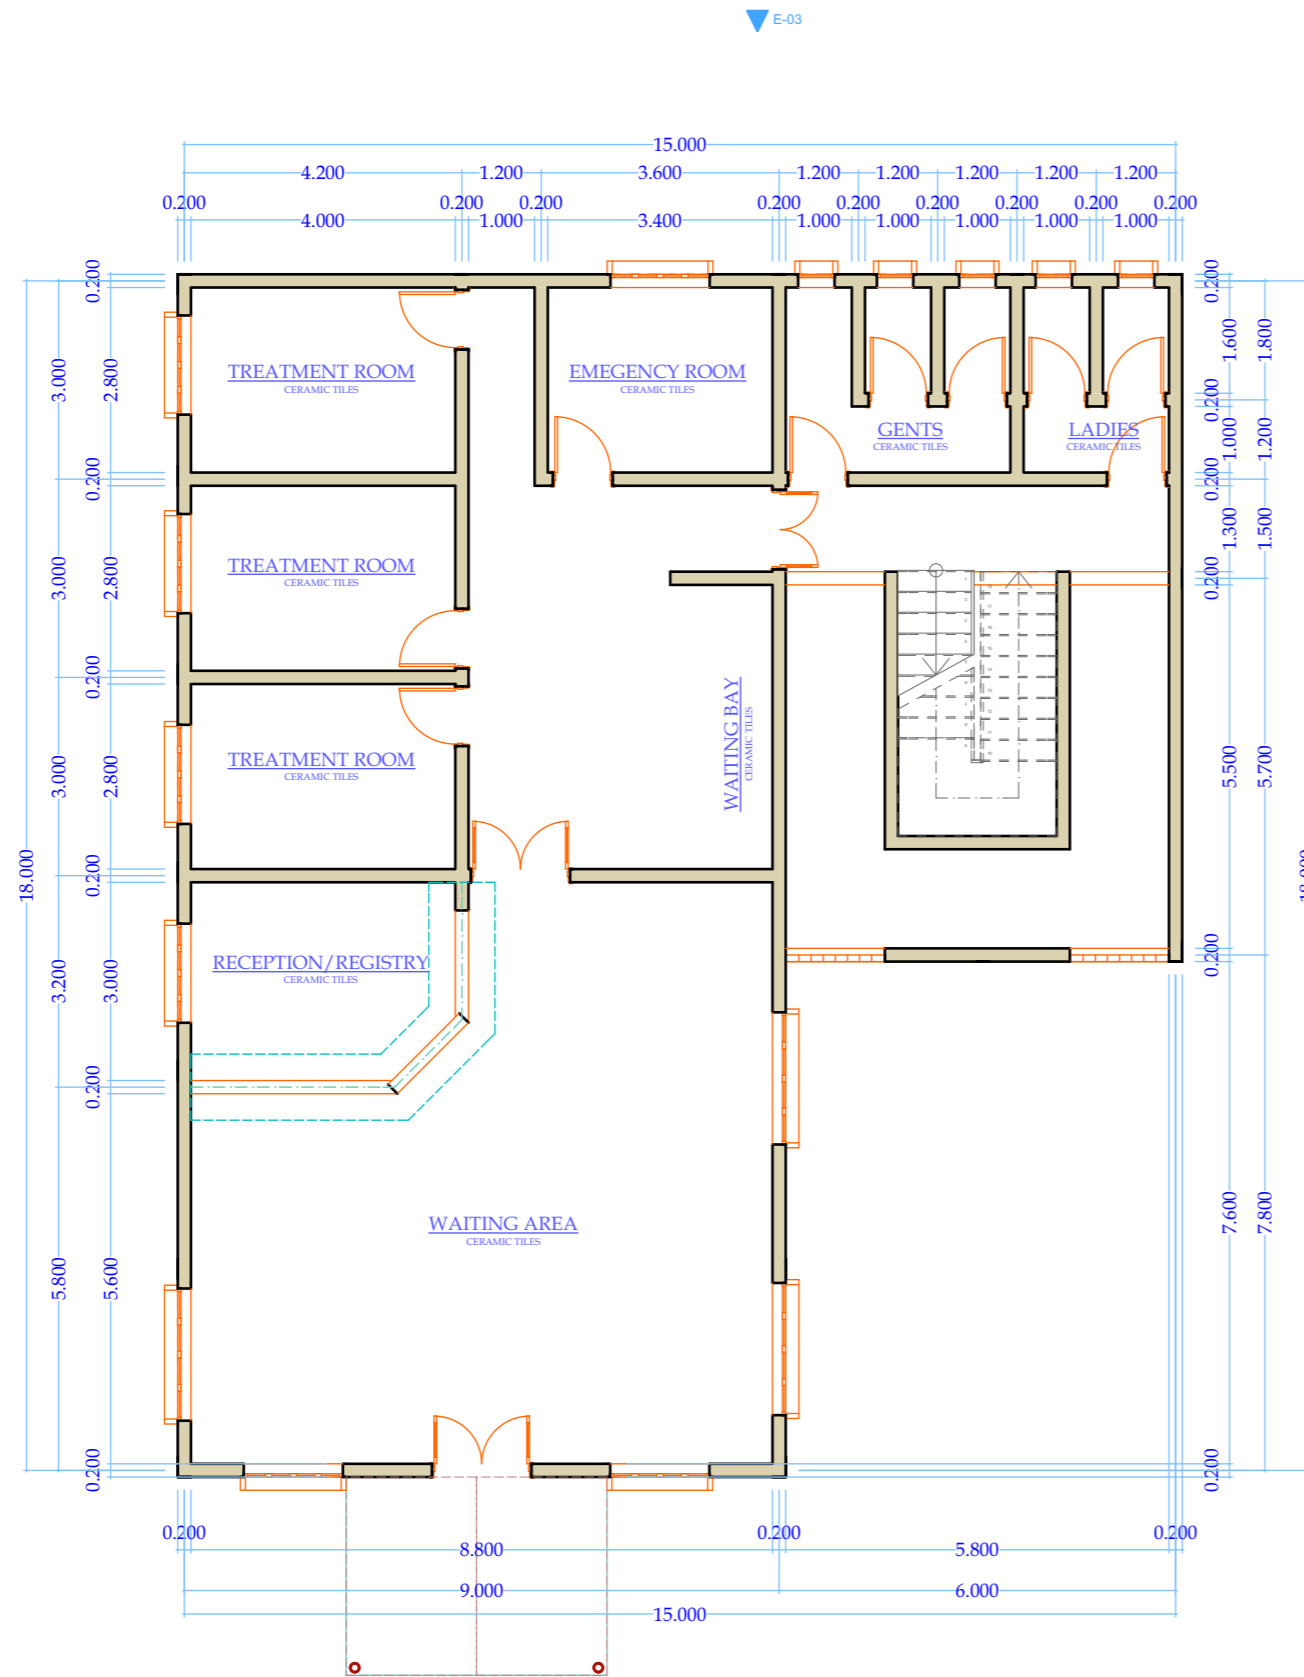 E-03
15.000
4.200 1.200 3.600 1.200 1.200 1.200 1.200 1.200
0.200 0.200 0.200 0.200 0.200 0.200 0.200 0.200 0.200
4.000 1.000 3.400 1.000 1.000 1.000 1.000 1.000
18.000
3.000
3.000
3.000
3.200
5.800
0.200
2.800
0.200
2.800
0.200
2.800
0.200
3.000
0.200
5.600
0.200
TREATMENT ROOM
CERAMIC TILES
EMEGENCY ROOM
CERAMIC TILES
GENTS
CERAMIC TILES
LADIES
CERAMIC TILES
TREATMENT ROOM
CERAMIC TILES
WAITING BAY
CERAMIC TILES
TREATMENT ROOM
CERAMIC TILES
RECEPTION/REGISTRY
CERAMIC TILES
WAITING AREA
CERAMIC TILES
0.200
1.600
0.200
1.000
0.200
1.300
0.200
5.500
0.200
7.600
0.200
1.800
1.200
1.500
5.700
7.800
18.000
0.200 0.200 0.200
8.800 5.800
9.000 6.000
15.000